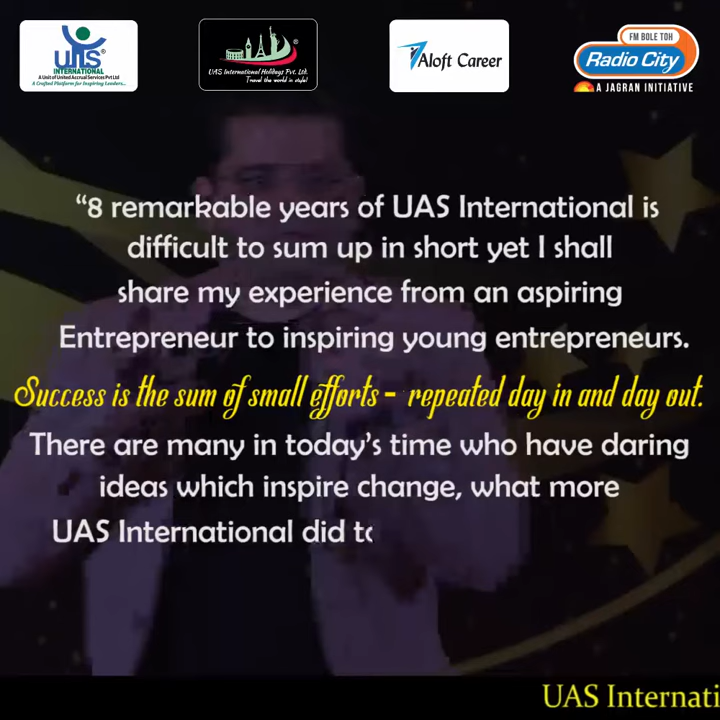 UAS®
INTERNATIONAL
A Unit of United Accrual Services Pvt Ltd
A Crafted Platform for Inspiring Leaders...
UAS International Holidays Pvt. Ltd.
Travel the world in style!
Aloft Career
FM BOLE TOH
Radio City
A JAGRAN INITIATIVE
“8 remarkable years of UAS International is
difficult to sum up in short yet I shall
share my experience from an aspiring
Entrepreneur to inspiring young entrepreneurs.
Success is the sum of small efforts - repeated day in and day out.
There are many in today’s time who have daring
ideas which inspire change, what more
UAS International did to
UAS Internati